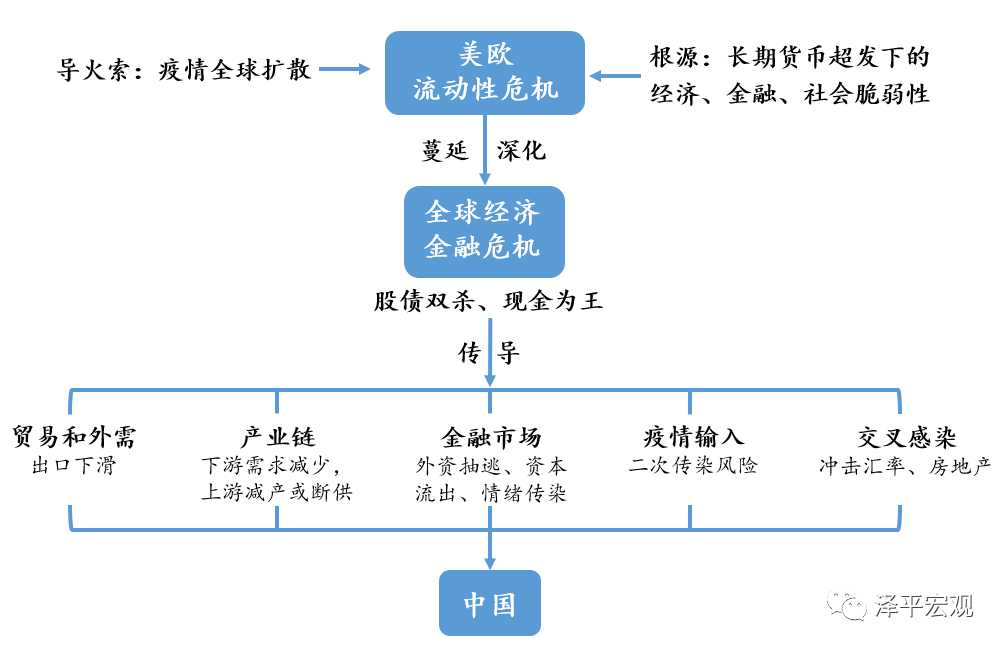 导火索：疫情全球扩散
美欧
流动性危机
根源：长期货币超发下的
经济、金融、社会脆弱性
蔓延 深化
全球经济
金融危机
股债双杀、现金为王
传导
贸易和外需
出口下滑
产业链
下游需求减少，
上游减产或断供
金融市场
外资抽逃、资本
流出、情绪传染
疫情输入
二次传染风险
交叉感染
冲击汇率、房地产
中国
泽平宏观